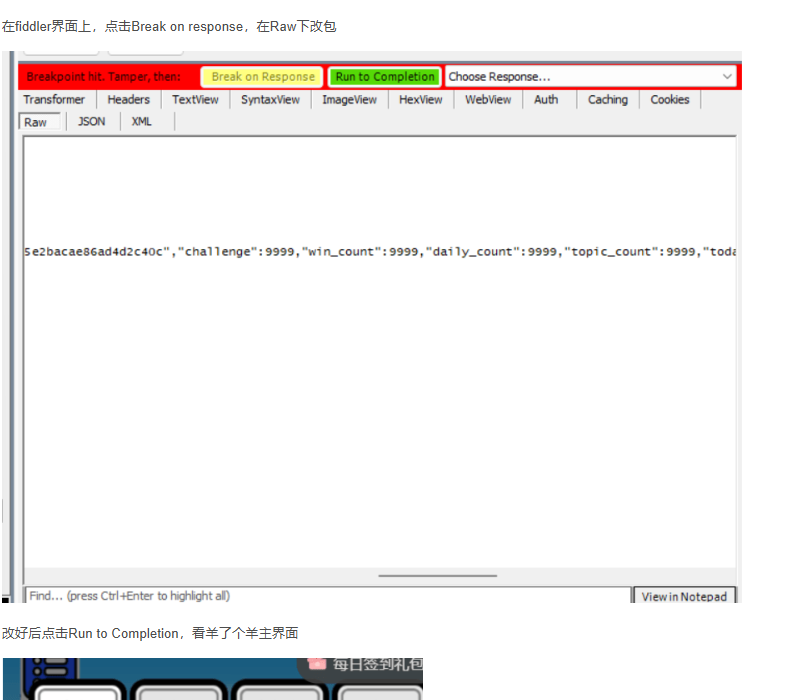 在fiddler界面上，点击Break on response，在Raw下改包
Breakpoint hit. Tamper, then: Break on Response Run to Completion Choose Response...
Transformer Headers TextView SyntaxView ImageView HexView WebView Auth Caching Cookies
Raw JSON XML
5e2bacae86ad4d2c40c","challenge":9999,"win_count":9999,"daily_count":9999,"topic_count":9999,"toda
Find... (press Ctrl+Enter to highlight all) View in Notepad
改好后点击Run to Completion，看羊了个羊主界面
每日签到礼包